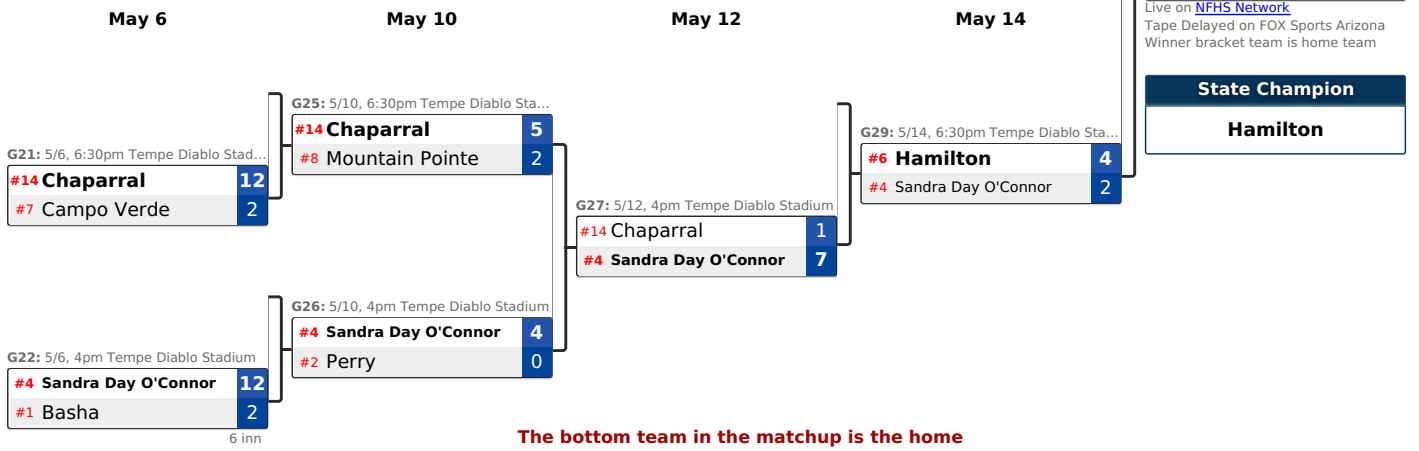 May 6
May 10
May 12
May 14
Live on NFHS Network
Tape Delayed on FOX Sports Arizona
Winner bracket team is home team
State Champion
Hamilton
G21: 5/6, 6:30pm Tempe Diablo Stad...
#14 Chaparral 12
#7 Campo Verde 2
G22: 5/6, 4pm Tempe Diablo Stadium
#4 Sandra Day O'Connor 12
#1 Basha 2
6 inn
G25: 5/10, 6:30pm Tempe Diablo Sta...
#14 Chaparral 5
#8 Mountain Pointe 2
G26: 5/10, 4pm Tempe Diablo Stadium
#4 Sandra Day O'Connor 4
#2 Perry 0
G27: 5/12, 4pm Tempe Diablo Stadium
#14 Chaparral 1
#4 Sandra Day O'Connor 7
G29: 5/14, 6:30pm Tempe Diablo Sta...
#6 Hamilton 4
#4 Sandra Day O'Connor 2
The bottom team in the matchup is the home